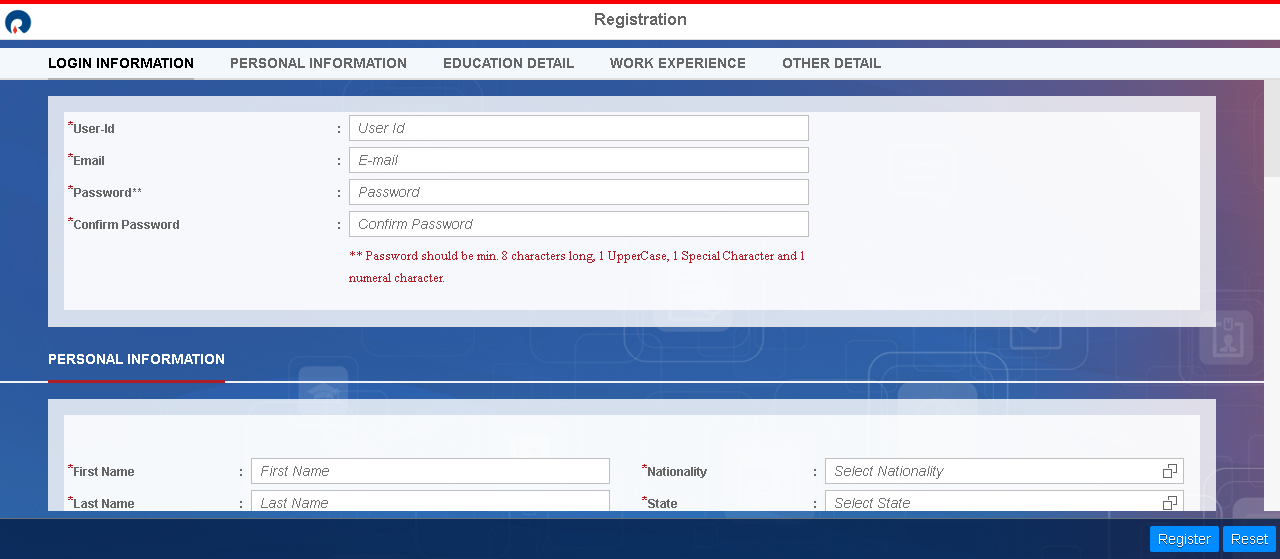 Registration
LOGIN INFORMATION PERSONAL INFORMATION EDUCATION DETAIL WORK EXPERIENCE OTHER DETAIL
*User-Id : User Id
*Email : E-mail
*Password** : Password
*Confirm Password : Confirm Password
** Password should be min. 8 characters long, 1 UpperCase, 1 Special Character and 1
numeral character.
PERSONAL INFORMATION
*First Name : First Name *Nationality : Select Nationality
*Last Name : Last Name *State : Select State
Register Reset